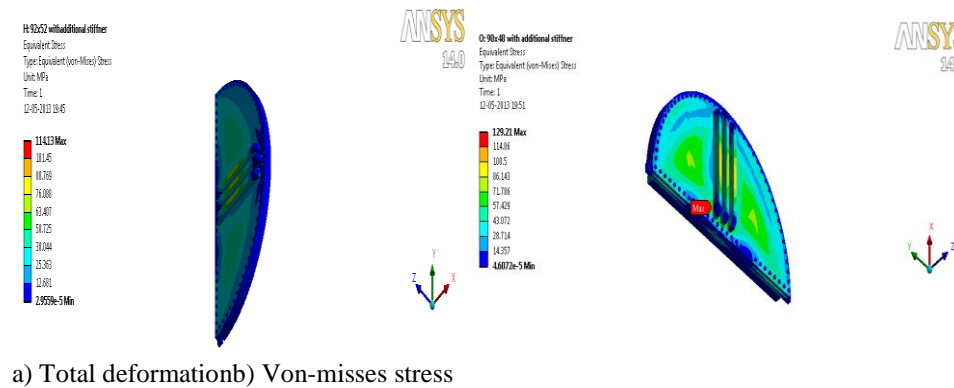 H: 92x52 withadditional stiffner
Equivalent Stress
Type: Equivalent (von-Mises) Stress
Unit: MPa
Time: 1
12-05-2013 19:45
114.13 Max
101.45
88.769
76.088
63.407
50.725
38.044
25.363
12.681
2.9559e-5 Min
ANSYS
14.0
Y
Z
X
O: 90x48 with additional stiffner
Equivalent Stress
Type: Equivalent (von-Mises) Stress
Unit: MPa
Time: 1
12-05-2013 19:51
129.21 Max
114.86
100.5
86.143
71.786
57.429
43.072
28.714
14.357
4.6072e-5 Min
Max
ANSYS
14
X
Y
Z
a) Total deformationb) Von-misses stress